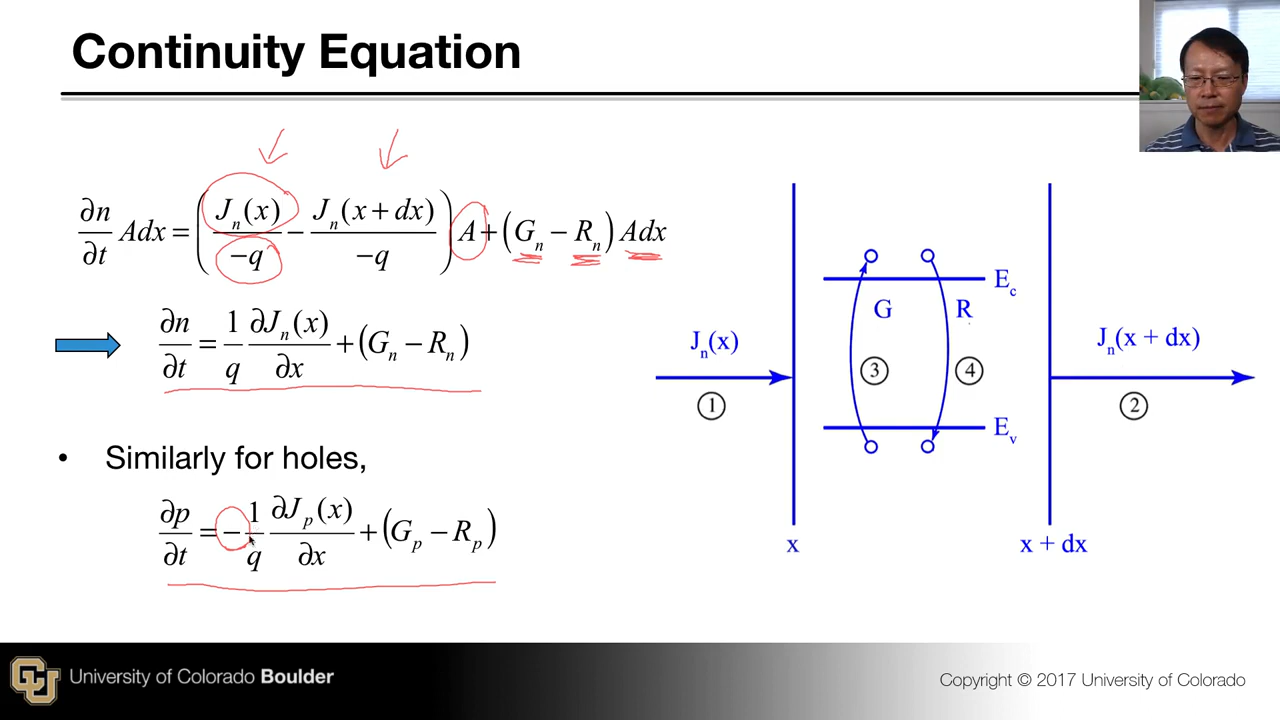 Continuity Equation
∂n/∂t Adx = ( Jn(x)/−q − Jn(x + dx)/−q ) A + (Gn − Rn) Adx
∂n/∂t = 1/q ∂Jn(x)/∂x + (Gn − Rn)
• Similarly for holes,
∂p/∂t = − 1/q ∂Jp(x)/∂x + (Gp − Rp)
Ec
G R
Jn(x)
Jn(x + dx)
③ ④
① ②
Ev
x x + dx
CU University of Colorado Boulder
Copyright © 2017 University of Colorado